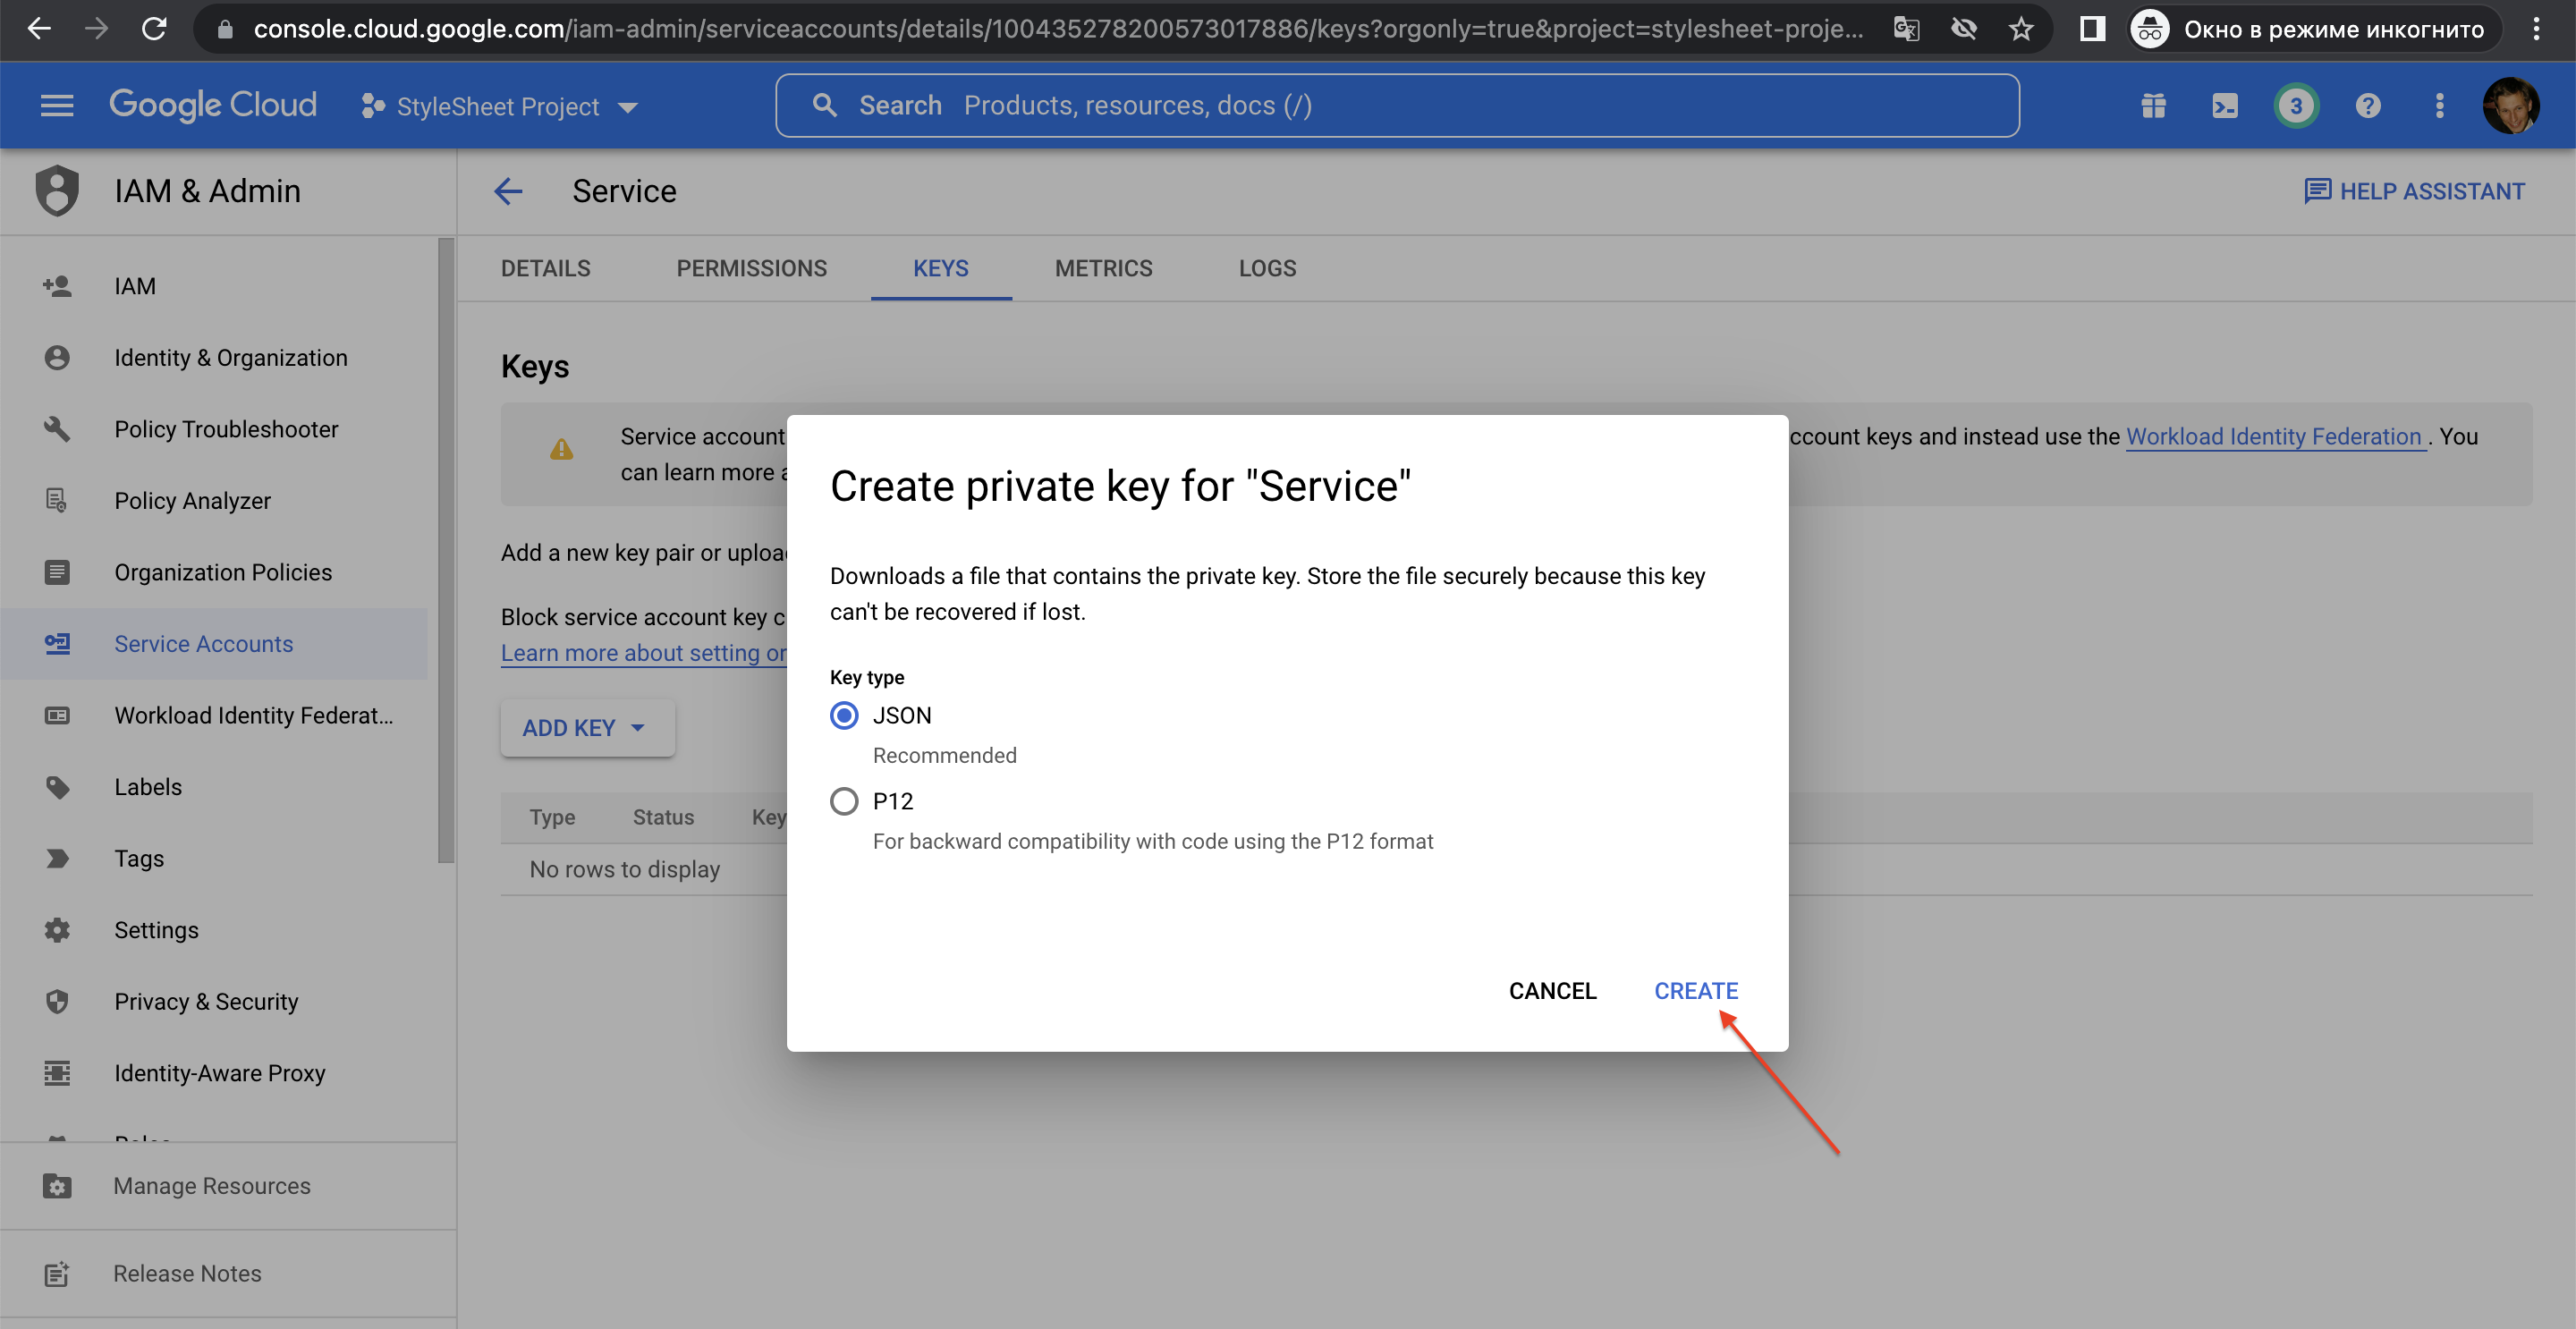 console.cloud.google.com/iam-admin/serviceaccounts/details/100435278200573017886/keys?orgonly=true&project=stylesheet-proje...
Окно в режиме инкогнито
Google Cloud
StyleSheet Project
Search Products, resources, docs (/)
3
IAM & Admin
Service
HELP ASSISTANT
DETAILS
PERMISSIONS
KEYS
METRICS
LOGS
IAM
Identity & Organization
Policy Troubleshooter
Policy Analyzer
Organization Policies
Service Accounts
Workload Identity Federat...
Labels
Tags
Settings
Privacy & Security
Identity-Aware Proxy
Manage Resources
Release Notes
Keys
Service account
ccount keys and instead use the Workload Identity Federation . You
can learn more a
Add a new key pair or uploa
Block service account key c
Learn more about setting or
ADD KEY
Type Status Key
No rows to display
Create private key for "Service"
Downloads a file that contains the private key. Store the file securely because this key
can't be recovered if lost.
Key type
JSON
Recommended
P12
For backward compatibility with code using the P12 format
CANCEL
CREATE